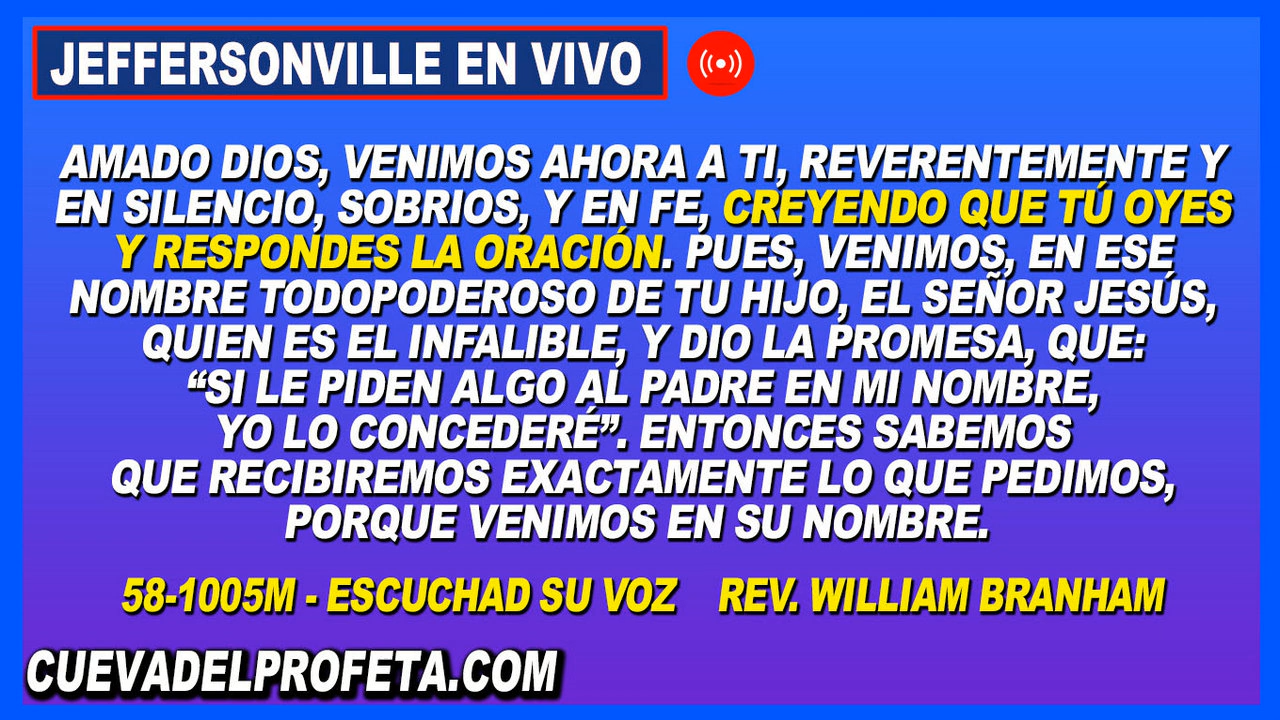 JEFFERSONVILLE EN VIVO
AMADO DIOS, VENIMOS AHORA A TI, REVERENTEMENTE Y
EN SILENCIO, SOBRIOS, Y EN FE, CREYENDO QUE TÚ OYES
Y RESPONDES LA ORACIÓN. PUES, VENIMOS, EN ESE
NOMBRE TODOPODEROSO DE TU HIJO, EL SEÑOR JESÚS,
QUIEN ES EL INFALIBLE, Y DIO LA PROMESA, QUE:
“SI LE PIDEN ALGO AL PADRE EN MI NOMBRE,
YO LO CONCEDERÉ”. ENTONCES SABEMOS
QUE RECIBIREMOS EXACTAMENTE LO QUE PEDIMOS,
PORQUE VENIMOS EN SU NOMBRE.
58-1005M - ESCUCHAD SU VOZ REV. WILLIAM BRANHAM
CUEVADELPROFETA.COM